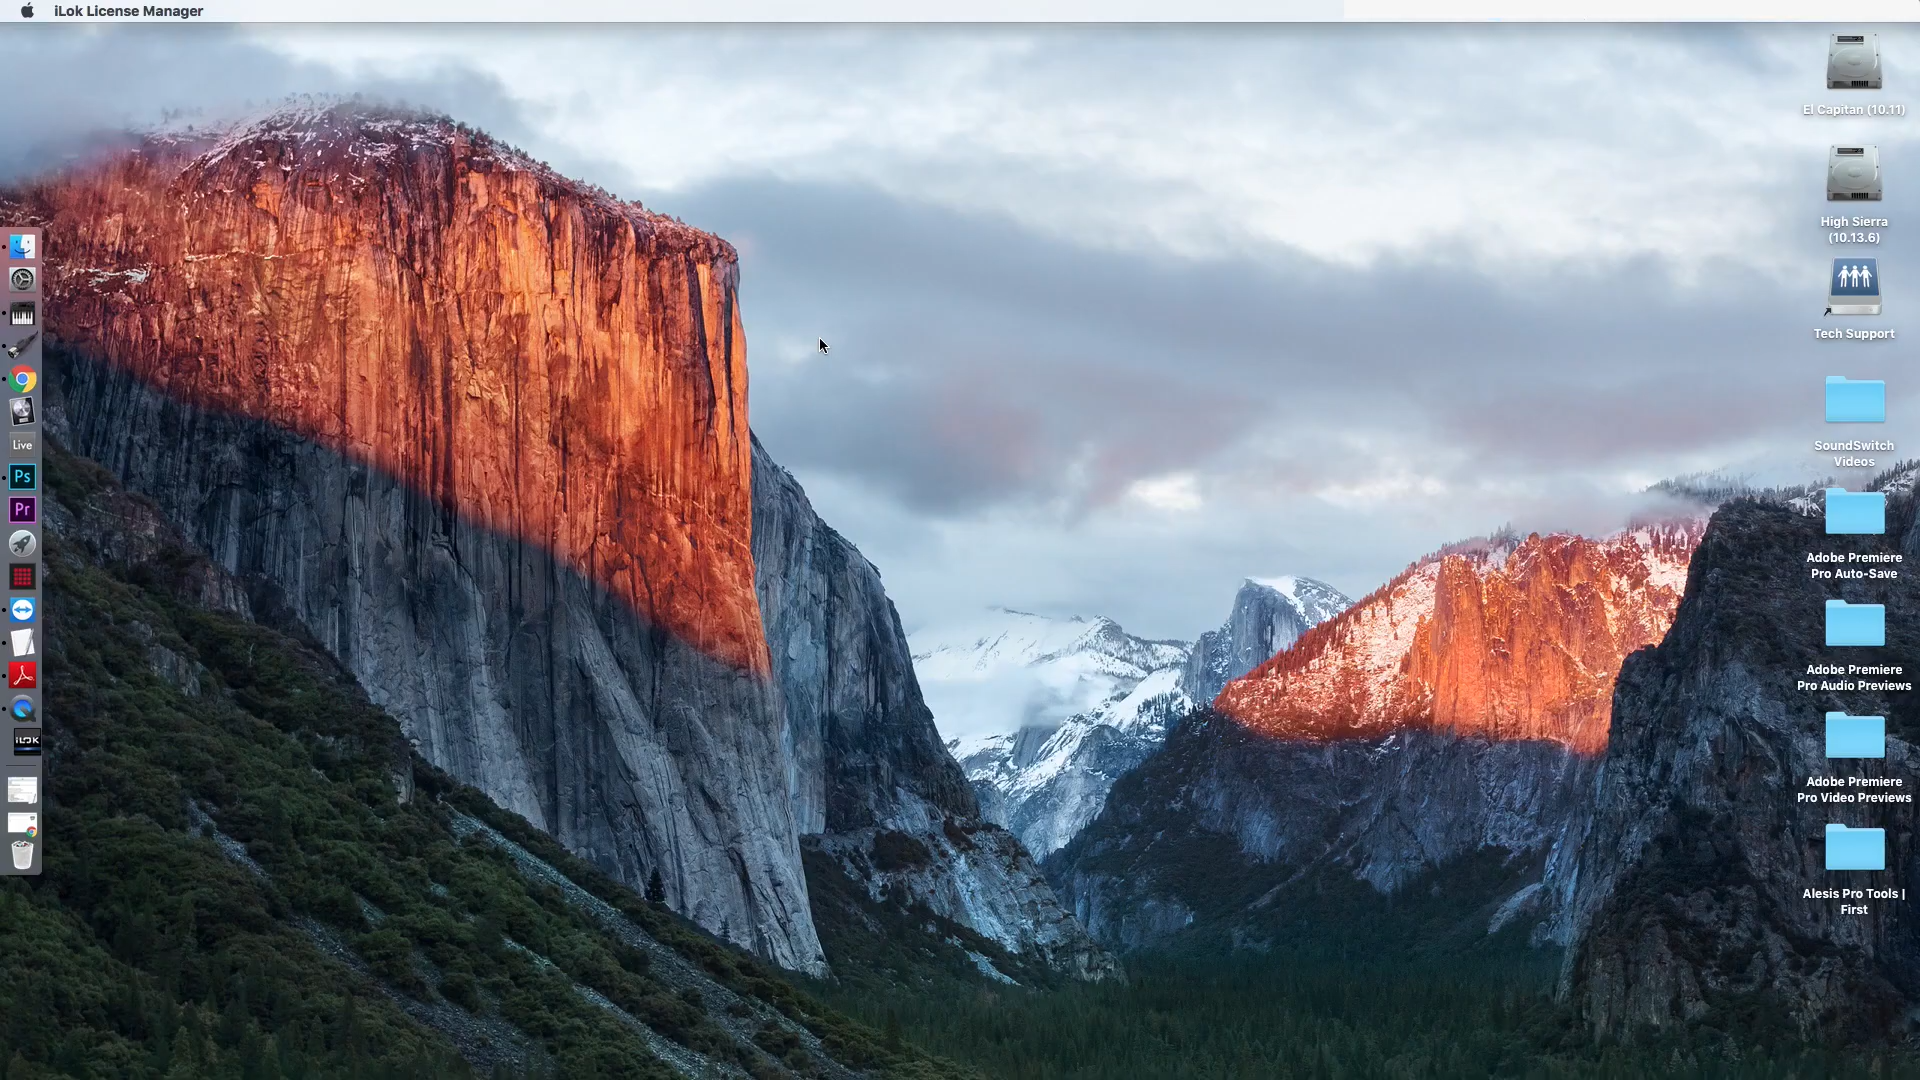 iLok License Manager
El Capitan (10.11)
High Sierra
(10.13.6)
Tech Support
SoundSwitch
Videos
Adobe Premiere
Pro Auto-Save
Adobe Premiere
Pro Audio Previews
Adobe Premiere
Pro Video Previews
Alesis Pro Tools |
First
Live
Ps
Pr
iLOK